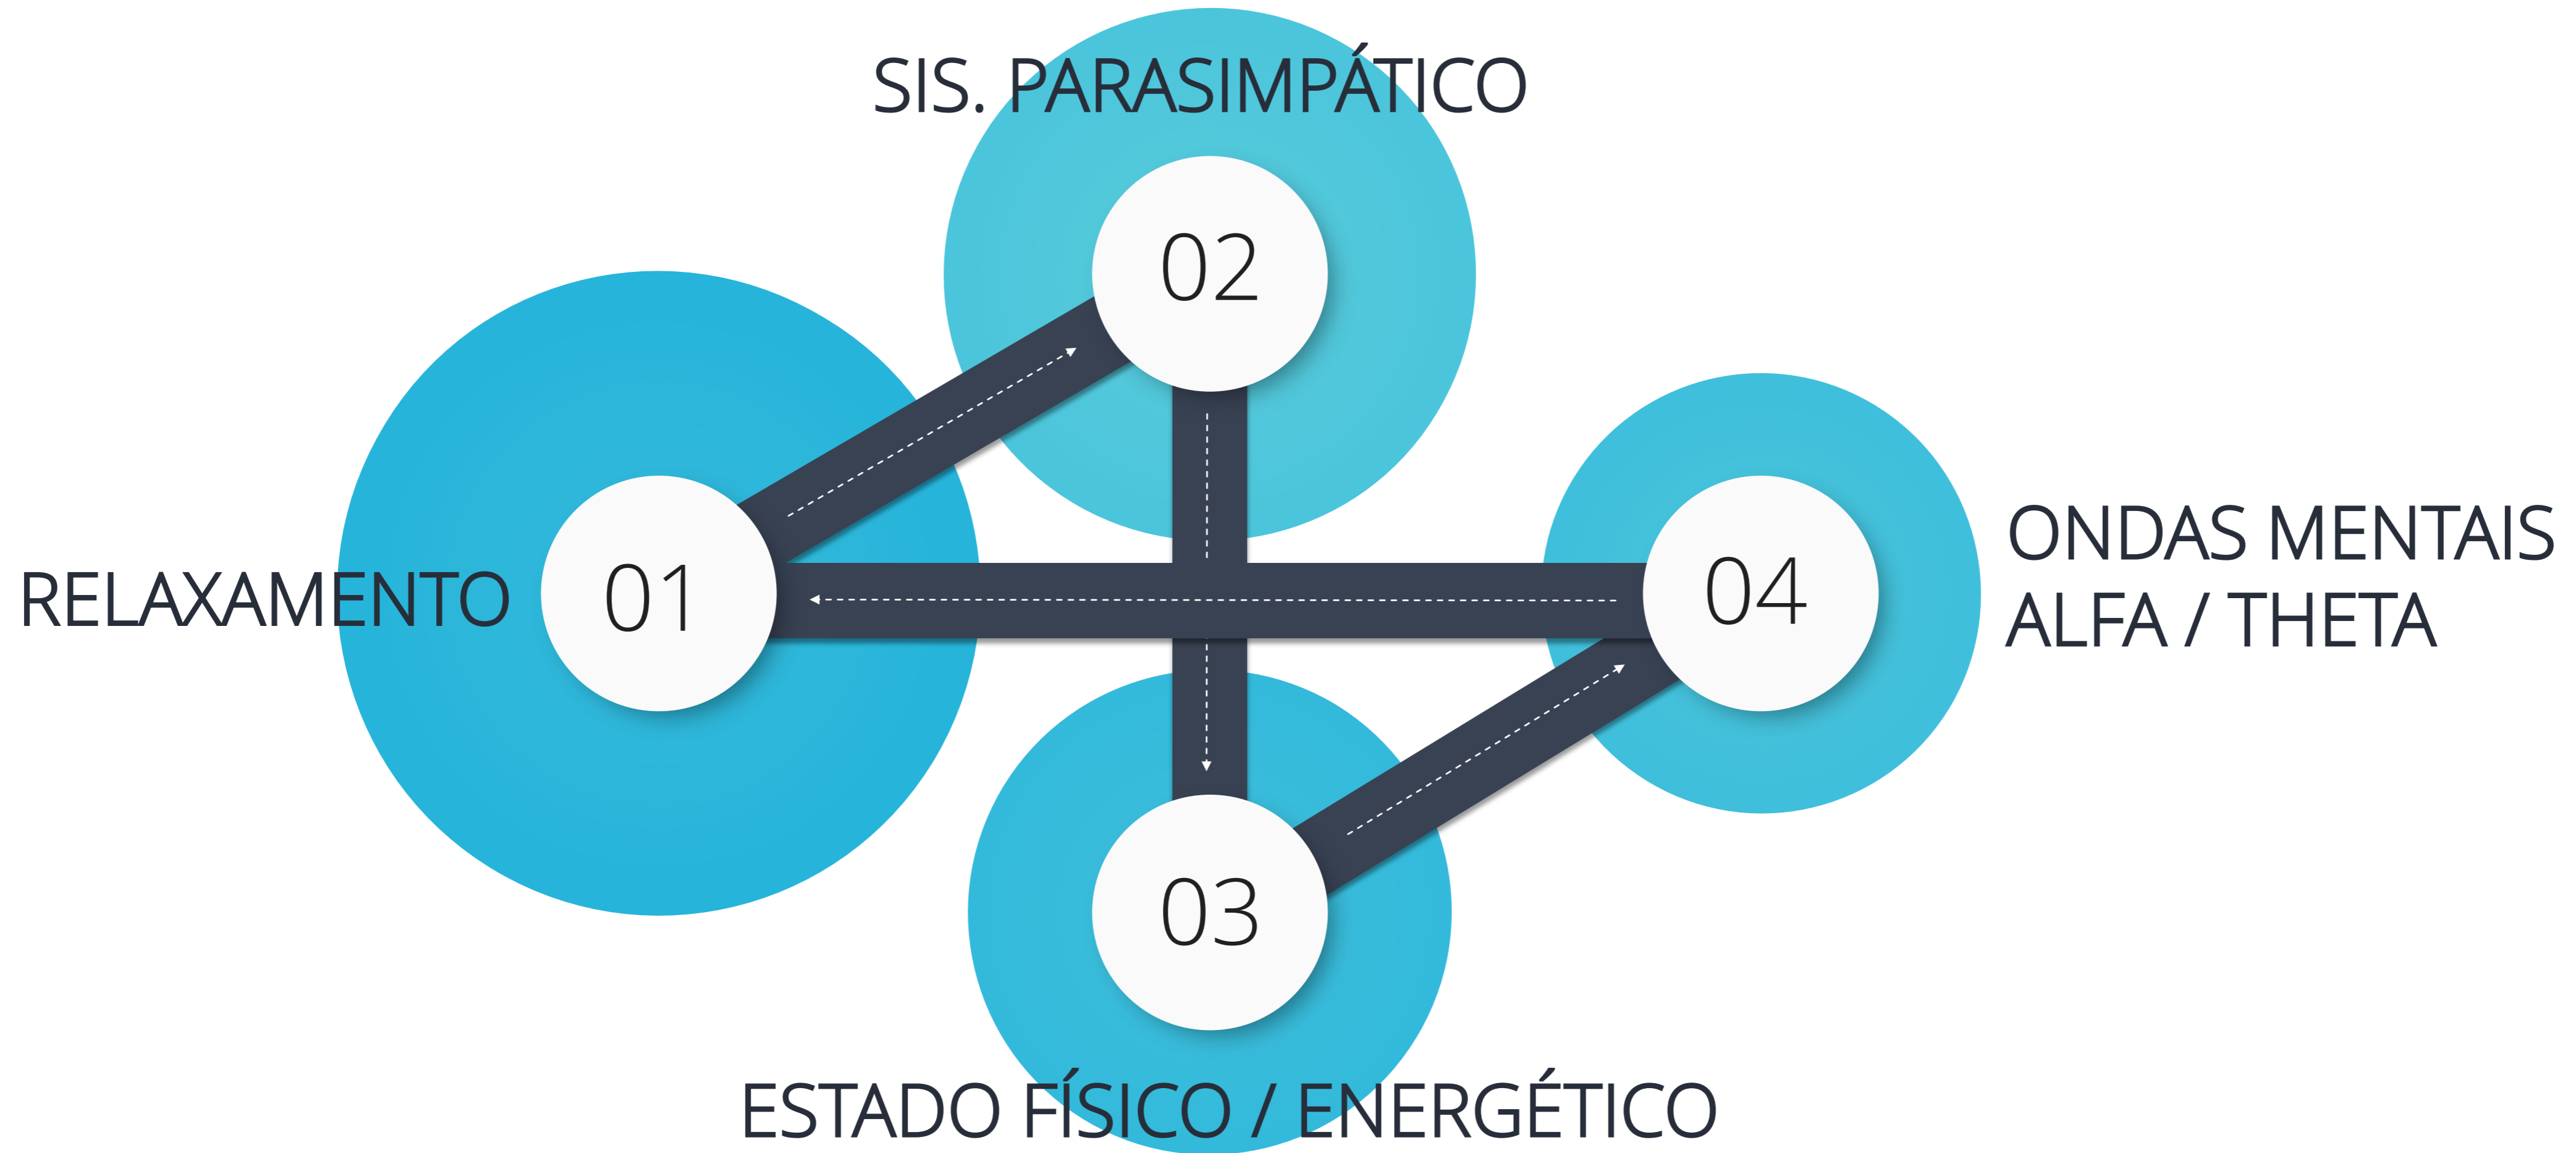 SIS. PARASIMPÁTICO
02
RELAXAMENTO
01
04
ONDAS MENTAIS
ALFA / THETA
03
ESTADO FÍSICO / ENERGÉTICO